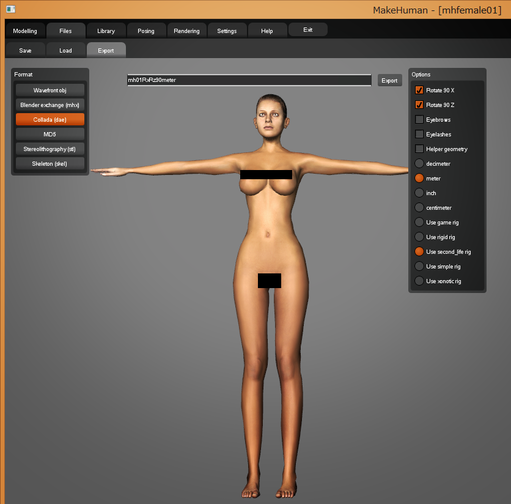 MakeHuman - [mhfemale01]
Modelling Files Library Posing Rendering Settings Help Exit
Save Load Export
Format
Wavefront obj
Blender exchange (mhx)
Collada (dae)
MD5
Stereolithography (stl)
Skeleton (skel)
mh01RxRz90meter Export
Options
Rotate 90 X
Rotate 90 Z
Eyebrows
Eyelashes
Helper geometry
decimeter
meter
inch
centimeter
Use game rig
Use rigid rig
Use second_life rig
Use simple rig
Use xonotic rig